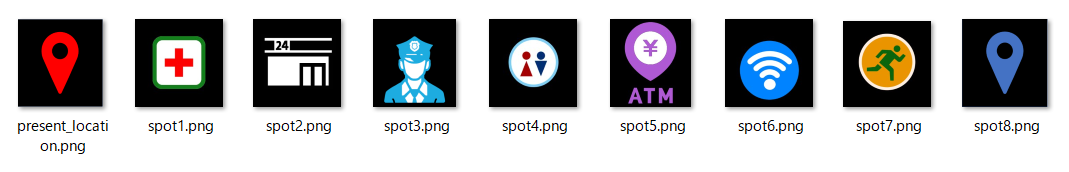 24
¥
ATM
present_locati
on.png
spot1.png
spot2.png
spot3.png
spot4.png
spot5.png
spot6.png
spot7.png
spot8.png